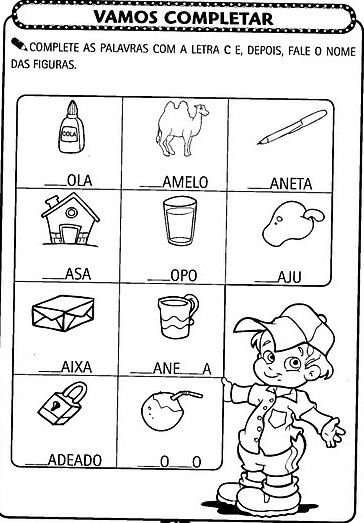 VAMOS COMPLETAR
COMPLETE AS PALAVRAS COM A LETRA C E, DEPOIS, FALE O NOME
DAS FIGURAS.
COLA
___OLA ___AMELO ___ANETA
___ASA ___OPO ___AJU
___AIXA ___ANE___A
___ADEADO ___O___O